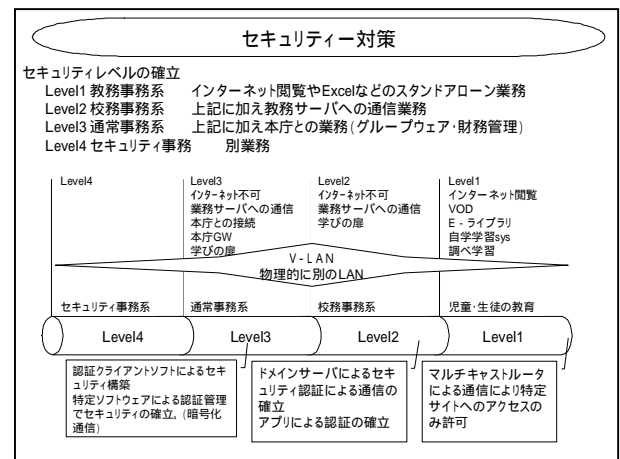 セキュリティー対策
セキュリティレベルの確立
Level1 教務事務系 インターネット閲覧やExcelなどのスタンドアローン業務
Level2 校務事務系 上記に加え教務サーバへの通信業務
Level3 通常事務系 上記に加え本庁との業務(グループウェア・財務管理)
Level4 セキュリティ事務 別業務
Level4
Level3
インターネット不可
業務サーバへの通信
本庁との接続
本庁GW
学びの扉
Level2
インターネット不可
業務サーバへの通信
学びの扉
Level1
インターネット閲覧
VOD
E-ライブラリ
自学学習sys
調べ学習
V-LAN
物理的に別のLAN
セキュリティ事務系 通常事務系 校務事務系 児童・生徒の教育
Level4 Level3 Level2 Level1
認証クライアントソフトによるセキ
ュリティ構築
特定ソフトウェアによる認証管理
でセキュリティの確立。(暗号化
通信)
ドメインサーバによるセキ
ュリティ認証による通信の
確立
アプリによる認証の確立
マルチキャストルータ
による通信により特定
サイトへのアクセスの
み許可